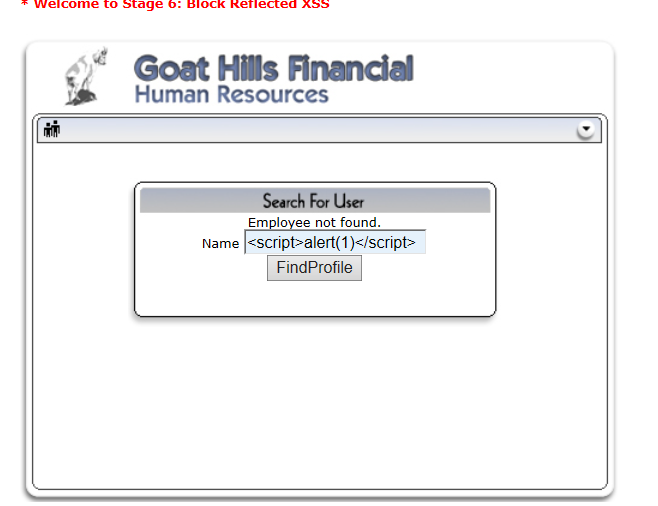 * Welcome to Stage 6: Block Reflected XSS
Goat Hills Financial
Human Resources
Search For User
Employee not found.
Name <script>alert(1)</script>
FindProfile